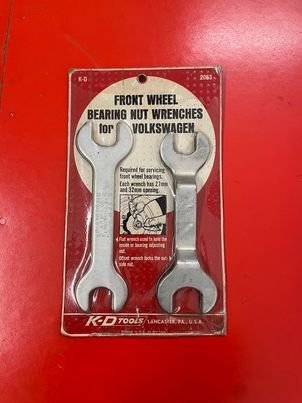 K-D 2083
FRONT WHEEL
BEARING NUT WRENCHES
for VOLKSWAGEN
Required for servicing
front wheel bearings.
Each wrench has 27mm
and 32mm opening.
Flat wrench used to hold the
inside or bearing adjusting
nut.
Offset wrench locks the out-
side nut.
K-D TOOLS LANCASTER, PA., U.S.A.